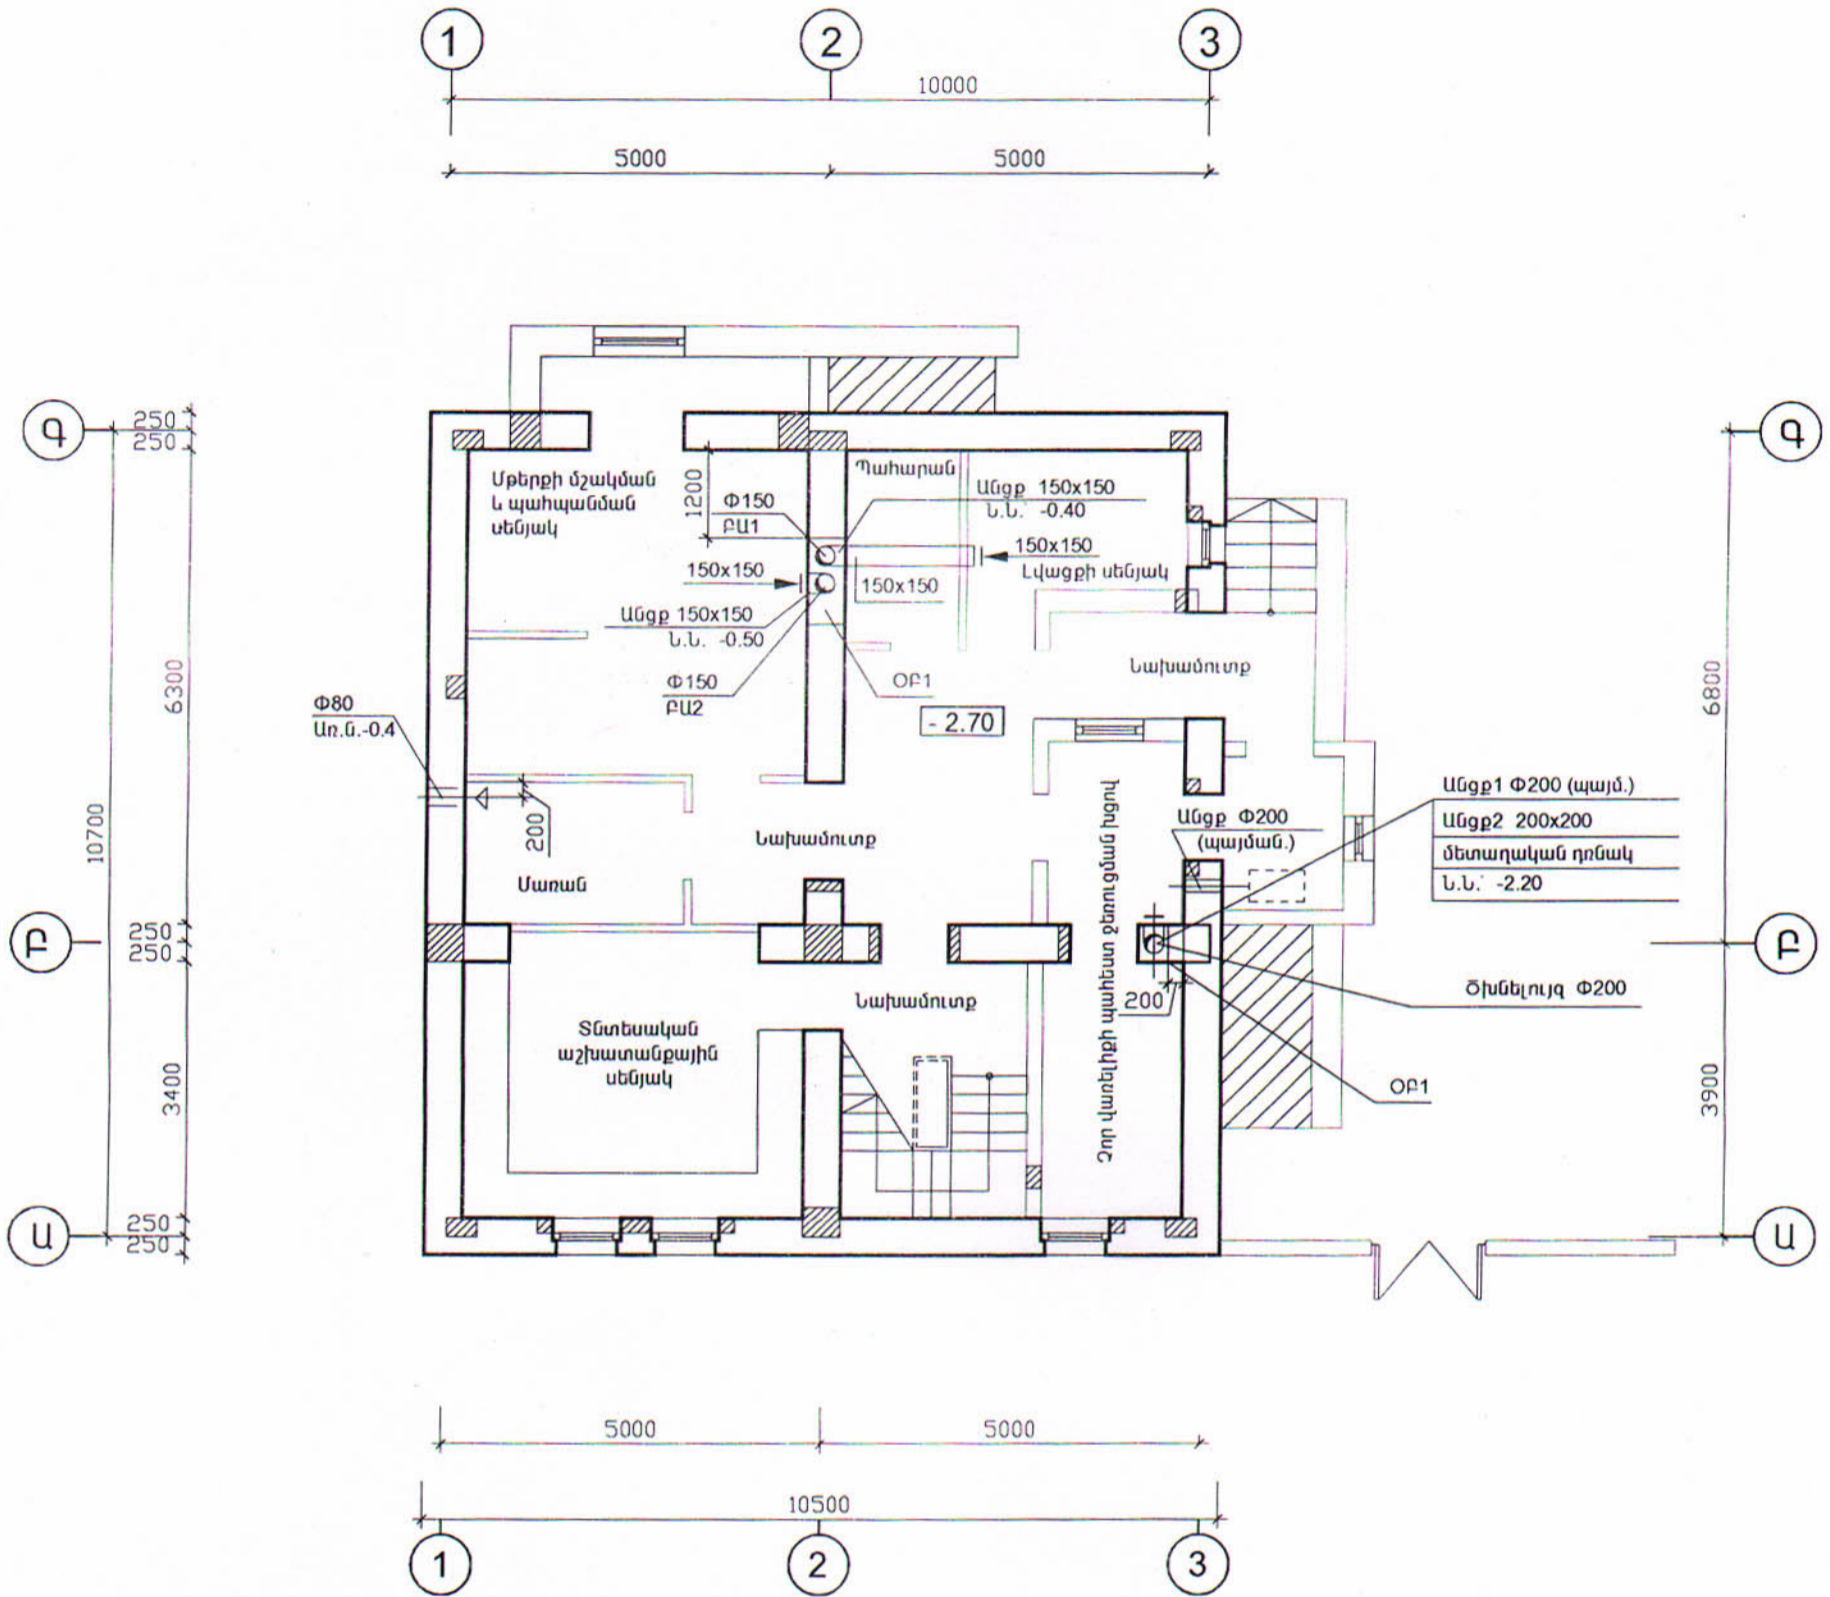 1
2
3
10000
5000
5000
Գ
Գ
250
250
Մթերքի մշակման
և պահպանման
սենյակ
Պահարան
1200
Φ150
ԲԱ1
Անցք 150x150
Ն.Ն. -0.40
150x150
Լվացքի սենյակ
150x150
150x150
Անցք 150x150
Ն.Ն. -0.50
Φ150
ԲԱ2
ՕԲ1
Նախամուտք
- 2.70
6300
6800
10700
Φ80
Առ.ն.-0.4
200
Մառան
Նախամուտք
Չոր վառելիքի պահեստ ջեռուցման խցով
Անցք Φ200
(պայման.)
Անցք1 Φ200 (պայմ.)
Անցք2 200x200
մետաղական դռնակ
Ն.Ն. -2.20
Բ
Բ
250
250
Նախամուտք
200
Ծխնելույզ Φ200
Տնտեսական
աշխատանքային
սենյակ
ՕԲ1
3400
3900
Ա
Ա
250
250
5000
5000
10500
1
2
3